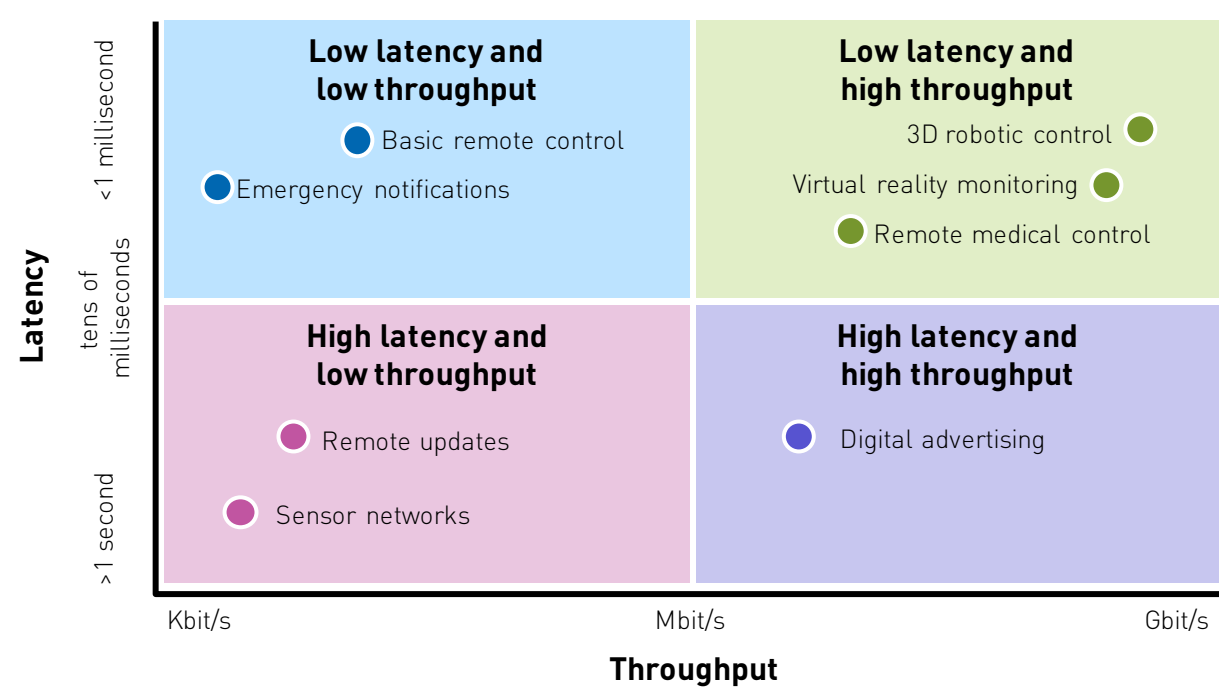 Low latency and
low throughput
Basic remote control
Emergency notifications
Low latency and
high throughput
3D robotic control
Virtual reality monitoring
Remote medical control
High latency and
low throughput
Remote updates
Sensor networks
High latency and
high throughput
Digital advertising
Latency
<1 millisecond
tens of
milliseconds
>1 second
Kbit/s
Mbit/s
Gbit/s
Throughput